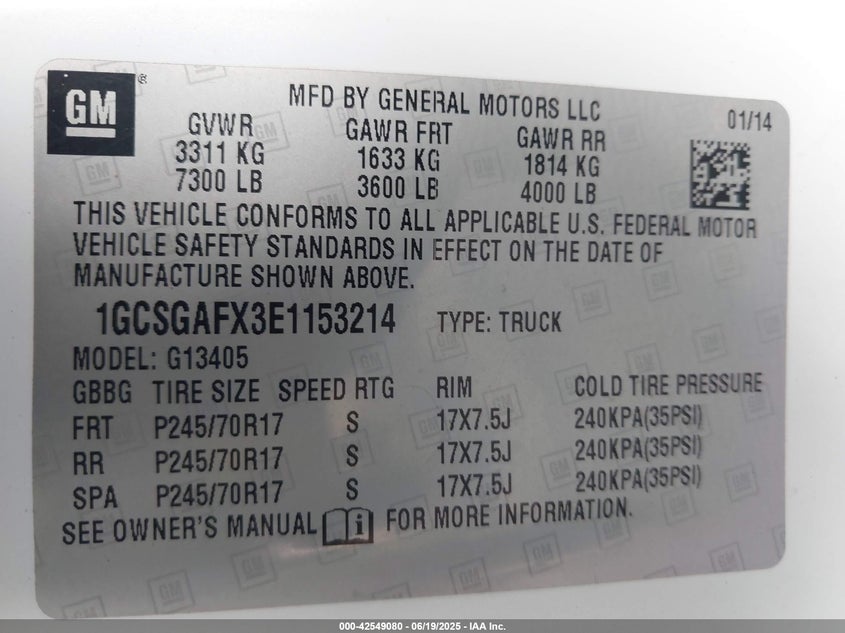 GM ®
MFD BY GENERAL MOTORS LLC
01/14
GVWR GAWR FRT GAWR RR
3311 KG 1633 KG 1814 KG
7300 LB 3600 LB 4000 LB
THIS VEHICLE CONFORMS TO ALL APPLICABLE U.S. FEDERAL MOTOR
VEHICLE SAFETY STANDARDS IN EFFECT ON THE DATE OF
MANUFACTURE SHOWN ABOVE.
1GCSGAFX3E1153214 TYPE: TRUCK
MODEL: G13405
GBBG TIRE SIZE SPEED RTG RIM COLD TIRE PRESSURE
FRT P245/70R17 S 17X7.5J 240KPA(35PSI)
RR P245/70R17 S 17X7.5J 240KPA(35PSI)
SPA P245/70R17 S 17X7.5J 240KPA(35PSI)
SEE OWNER'S MANUAL i FOR MORE INFORMATION.
000-42549080 - 06/19/2025 - IAA Inc.